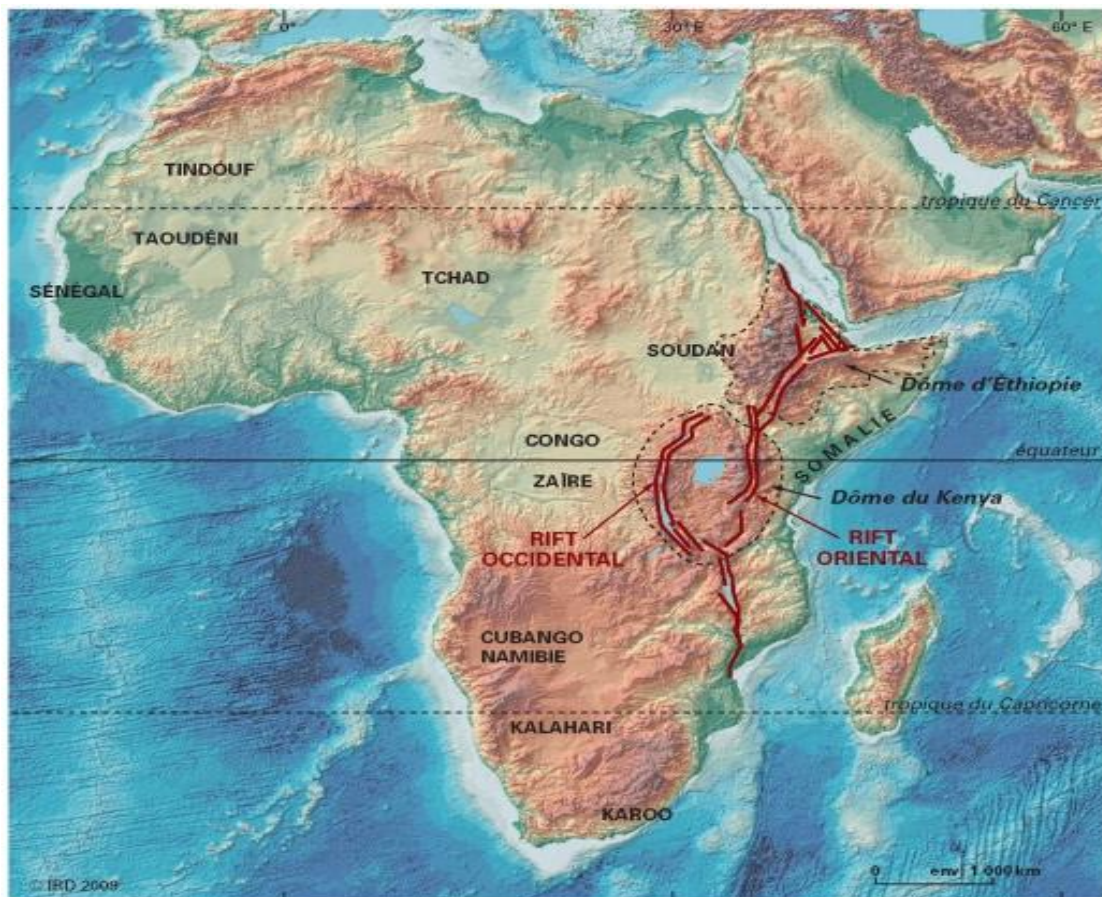 0°
30° E
60° E
TINDOUF
tropique du Cancer
TAOUDÉNI
TCHAD
SÉNÉGAL
SOUDAN
Dôme d'Éthiopie
CONGO
SOMALIE
équateur
ZAÏRE
Dôme du Kenya
RIFT
OCCIDENTAL
RIFT
ORIENTAL
CUBANGO
NAMIBIE
tropique du Capricorne
KALAHARI
KAROO
© IRD 2009
0 env 1 000 km